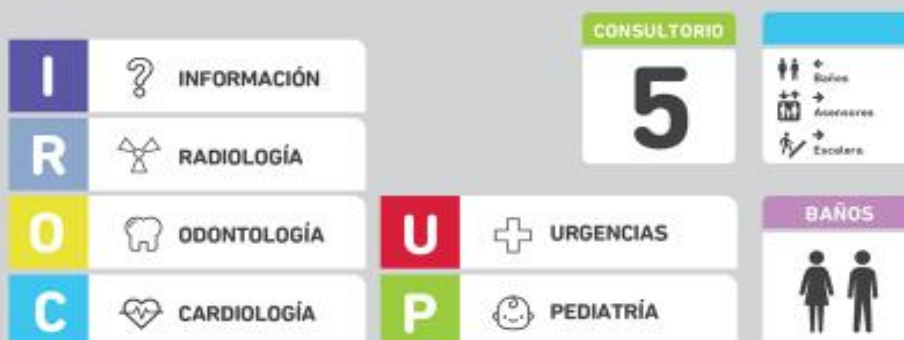 I INFORMACIÓN
R RADIOLOGÍA
O ODONTOLOGÍA
C CARDIOLOGÍA
U URGENCIAS
P PEDIATRÍA
CONSULTORIO
5
Baños
Ascensores
Escalera
BAÑOS